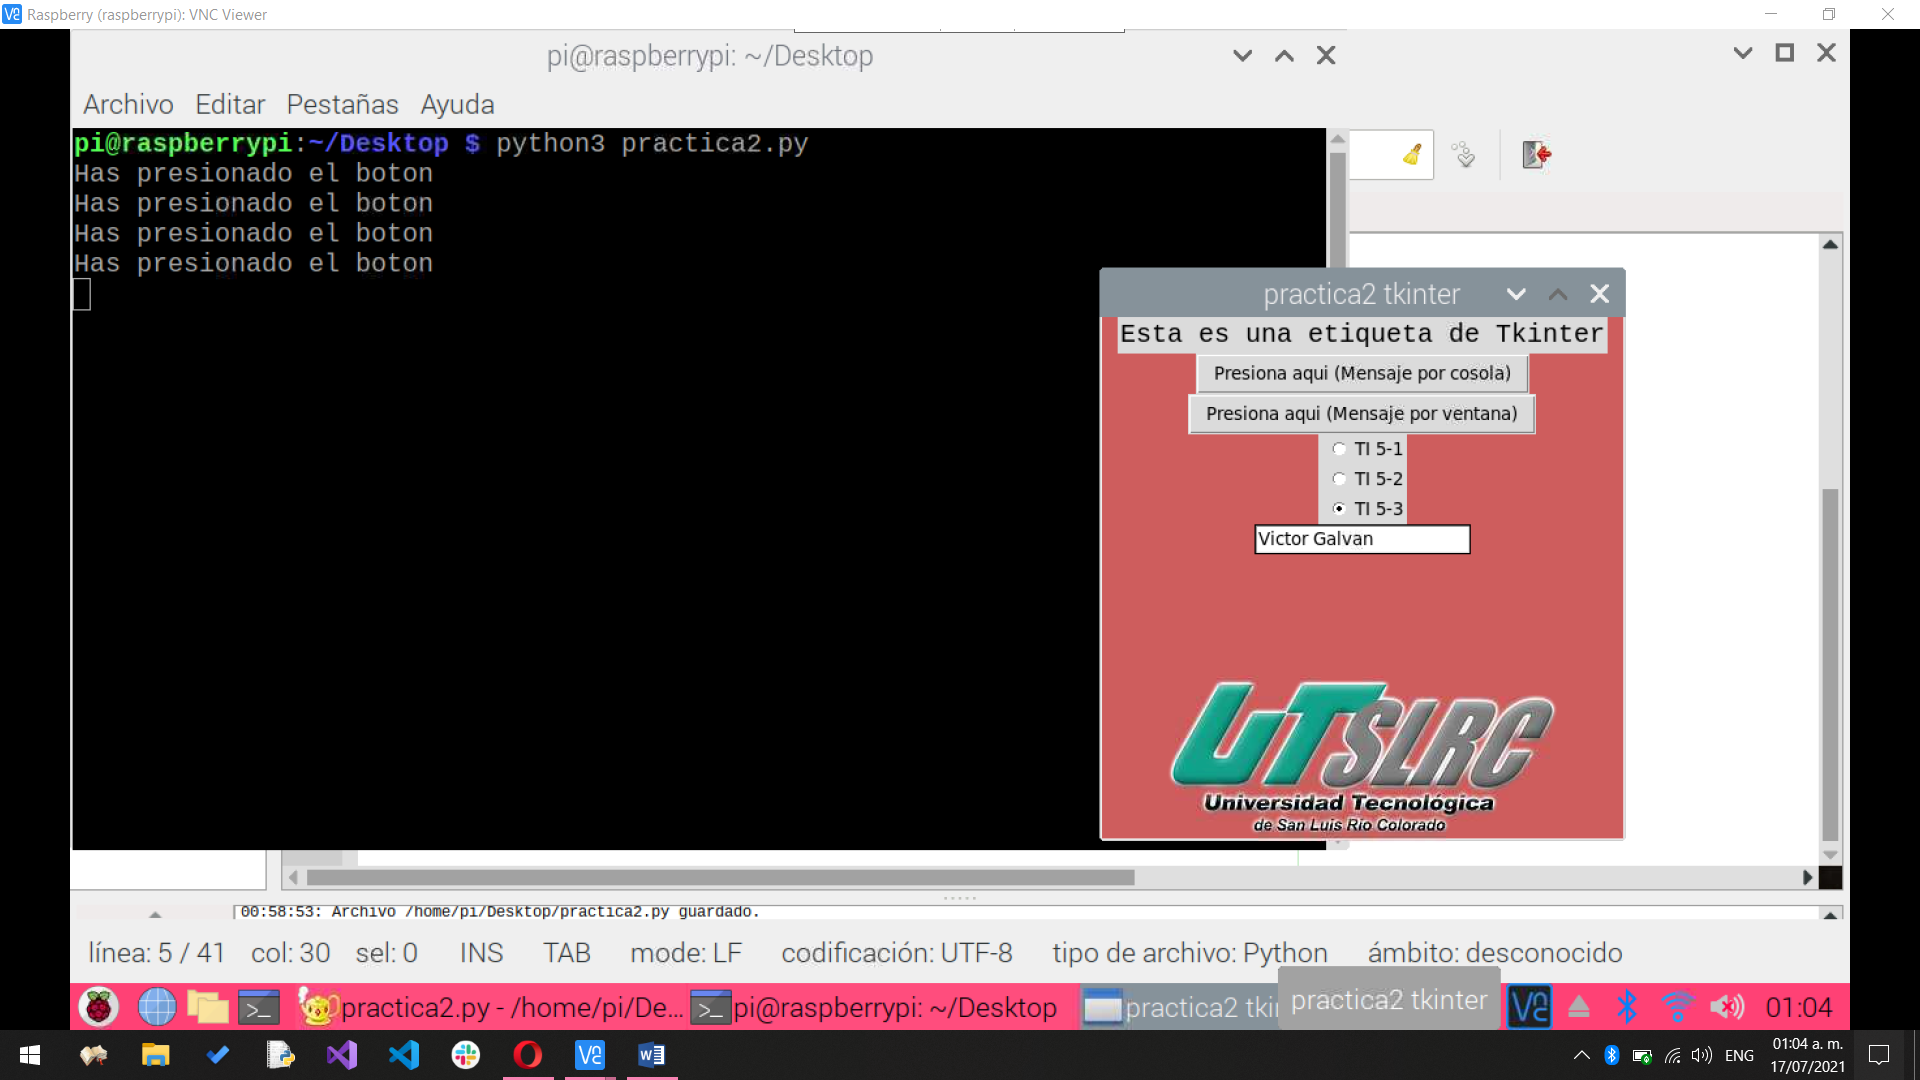 Raspberry (raspberrypi): VNC Viewer
pi@raspberrypi: ~/Desktop
Archivo Editar Pestañas Ayuda
pi@raspberrypi:~/Desktop $ python3 practica2.py
Has presionado el boton
Has presionado el boton
Has presionado el boton
Has presionado el boton
practica2 tkinter
Esta es una etiqueta de Tkinter
Presiona aqui (Mensaje por cosola)
Presiona aqui (Mensaje por ventana)
TI 5-1
TI 5-2
TI 5-3
Victor Galvan
UTSLRC
Universidad Tecnológica
de San Luis Rio Colorado
00:58:53: Archivo /home/pi/Desktop/practica2.py guardado.
línea: 5 / 41 col: 30 sel: 0 INS TAB mode: LF codificación: UTF-8 tipo de archivo: Python ámbito: desconocido
practica2.py - /home/pi/De... pi@raspberrypi: ~/Desktop practica2 tki practica2 tkinter 01:04
ENG 01:04 a. m.
17/07/2021